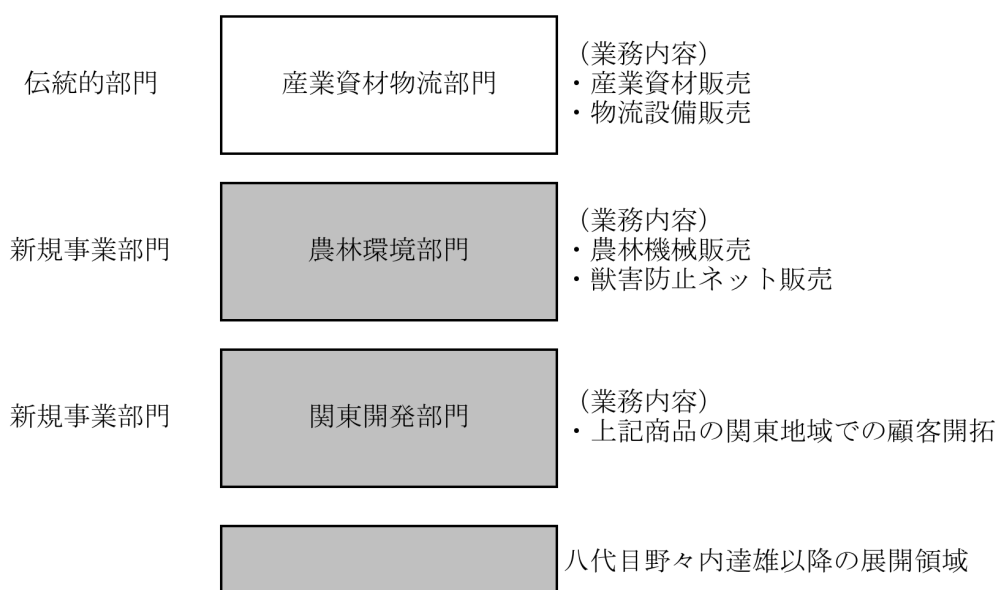 伝統的部門
産業資材物流部門
（業務内容）
・産業資材販売
・物流設備販売
新規事業部門
農林環境部門
（業務内容）
・農林機械販売
・獣害防止ネット販売
新規事業部門
関東開発部門
（業務内容）
・上記商品の関東地域での顧客開拓
八代目野々内達雄以降の展開領域